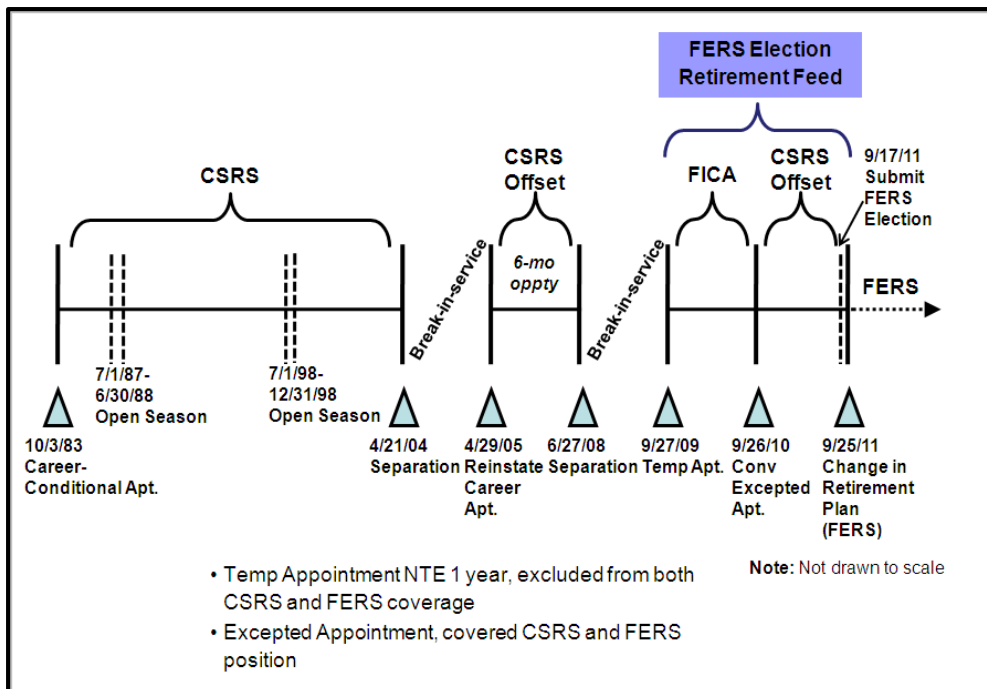 FERS Election
Retirement Feed
CSRS
CSRS
Offset
FICA
CSRS
Offset
9/17/11
Submit
FERS
Election
Break-in-service
6-mo
oppty
Break-in-service
FERS
7/1/87-
6/30/88
Open Season
7/1/98-
12/31/98
Open Season
10/3/83
Career-
Conditional Apt.
4/21/04
Separation
4/29/05
Reinstate
Career
Apt.
6/27/08
Separation
9/27/09
Temp Apt.
9/26/10
Conv
Excepted
Apt.
9/25/11
Change in
Retirement
Plan
(FERS)
• Temp Appointment NTE 1 year, excluded from both
CSRS and FERS coverage
• Excepted Appointment, covered CSRS and FERS
position
Note: Not drawn to scale